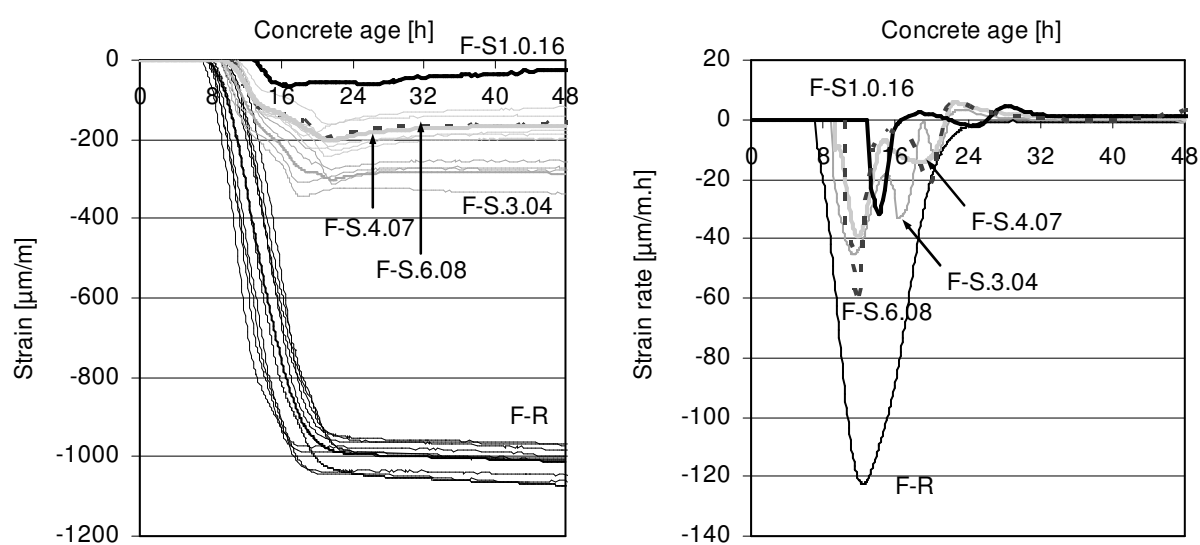 Concrete age [h]
F-S1.0.16
0
0 8 16 24 32 40 48
-200
-400
-600
-800
-1000
-1200
Strain [µm/m]
F-S.3.04
F-S.4.07
F-S.6.08
F-R
Concrete age [h]
20
F-S1.0.16
0
0 8 16 24 32 40 48
-20
-40
-60
-80
-100
-120
-140
Strain rate [µm/m.h]
F-S.4.07
F-S.3.04
F-S.6.08
F-R